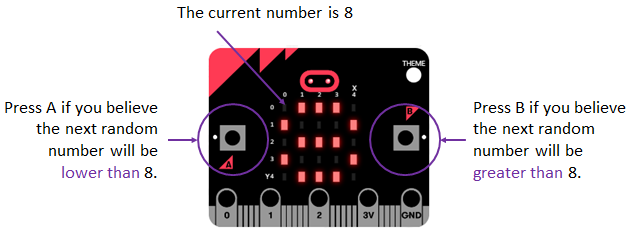 The current number is 8
THEME
0 1 2 3 X 4
0
1
2
3
Y4
A
B
Press A if you believe
the next random
number will be
lower than 8.
Press B if you believe
the next random
number will be
greater than 8.
0 1 2 3V GND